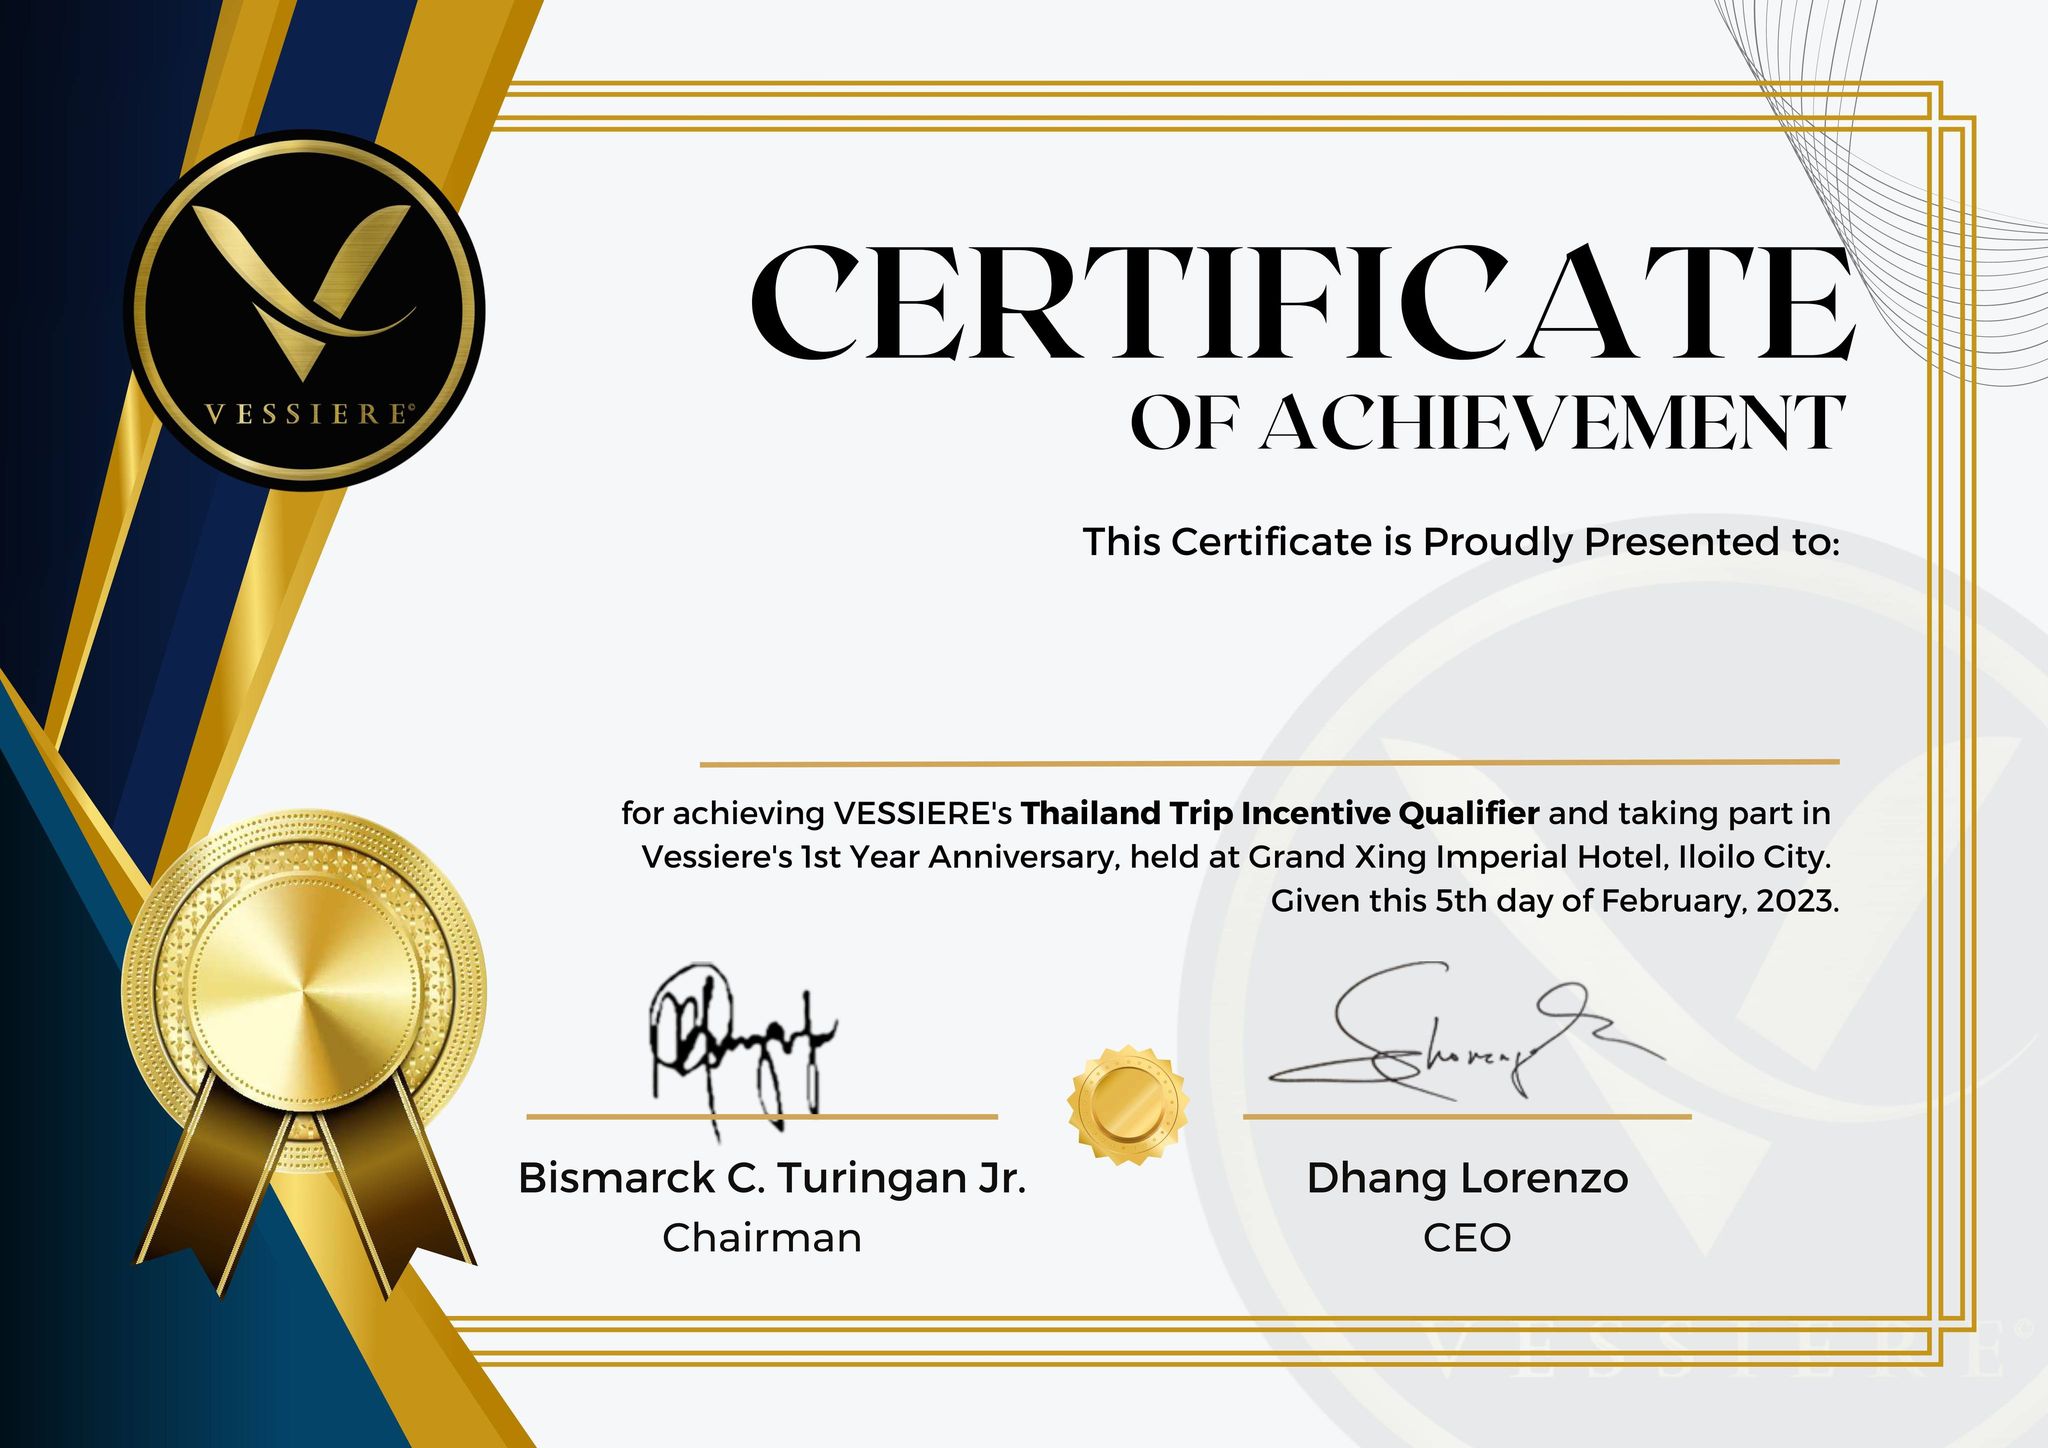 VESSIERE©
CERTIFICATE
OF ACHIEVEMENT
This Certificate is Proudly Presented to:
for achieving VESSIERE's Thailand Trip Incentive Qualifier and taking part in
Vessiere's 1st Year Anniversary, held at Grand Xing Imperial Hotel, Iloilo City.
Given this 5th day of February, 2023.
Bismarck C. Turingan Jr.
Chairman
Dhang Lorenzo
CEO
VESSIERE©